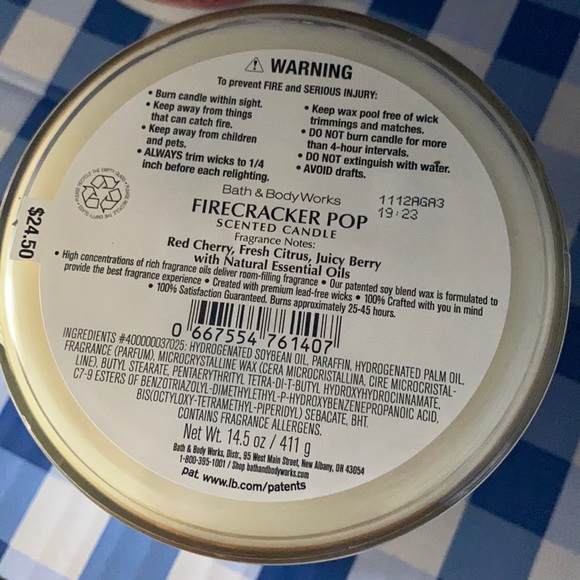 ⚠ WARNING
To prevent FIRE and SERIOUS INJURY:
• Burn candle within sight.
• Keep away from things
that can catch fire.
• Keep away from children
and pets.
• ALWAYS trim wicks to 1/4
inch before each relighting.
• Keep wax pool free of wick
trimmings and matches.
• DO NOT burn candle for more
than 4-hour intervals.
• DO NOT extinguish with water.
• AVOID drafts.
Bath & Body Works
1112AGA3
19:23
FIRECRACKER POP
SCENTED CANDLE
$24.50
Fragrance Notes:
Red Cherry, Fresh Citrus, Juicy Berry
with Natural Essential Oils
• High concentrations of rich fragrance oils deliver room-filling fragrance • Our patented soy blend wax is formulated to
provide the best fragrance experience • Created with premium lead-free wicks • 100% Crafted with you in mind
• 100% Satisfaction Guaranteed. Burns approximately 25-45 hours.
0 667554 761407
INGREDIENTS #400000037025: HYDROGENATED SOYBEAN OIL, PARAFFIN, HYDROGENATED PALM OIL,
FRAGRANCE (PARFUM), MICROCRYSTALLINE WAX (CERA MICROCRISTALLINA, CIRE MICROCRISTAL-
LINE), BUTYL STEARATE, PENTAERYTHRITYL TETRA-DI-T-BUTYL HYDROXYHYDROCINNAMATE,
C7-9 ESTERS OF BENZOTRIAZOLYL-DIMETHYLETHYL-P-HYDROXYBENZENEPROPANOIC ACID,
BIS(OCTYLOXY-TETRAMETHYL-PIPERIDYL) SEBACATE, BHT.
CONTAINS FRAGRANCE ALLERGENS.
Net Wt. 14.5 oz / 411 g
Bath & Body Works, Distr., 95 West Main Street, New Albany, OH 43054
1-800-395-1001 / Shop bathandbodyworks.com
Pat. www.lb.com/patents